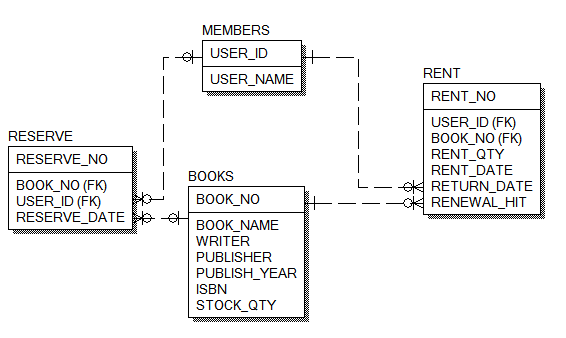 MEMBERS
USER_ID
USER_NAME
RENT
RENT_NO
USER_ID (FK)
BOOK_NO (FK)
RENT_QTY
RENT_DATE
RETURN_DATE
RENEWAL_HIT
RESERVE
RESERVE_NO
BOOK_NO (FK)
USER_ID (FK)
RESERVE_DATE
BOOKS
BOOK_NO
BOOK_NAME
WRITER
PUBLISHER
PUBLISH_YEAR
ISBN
STOCK_QTY